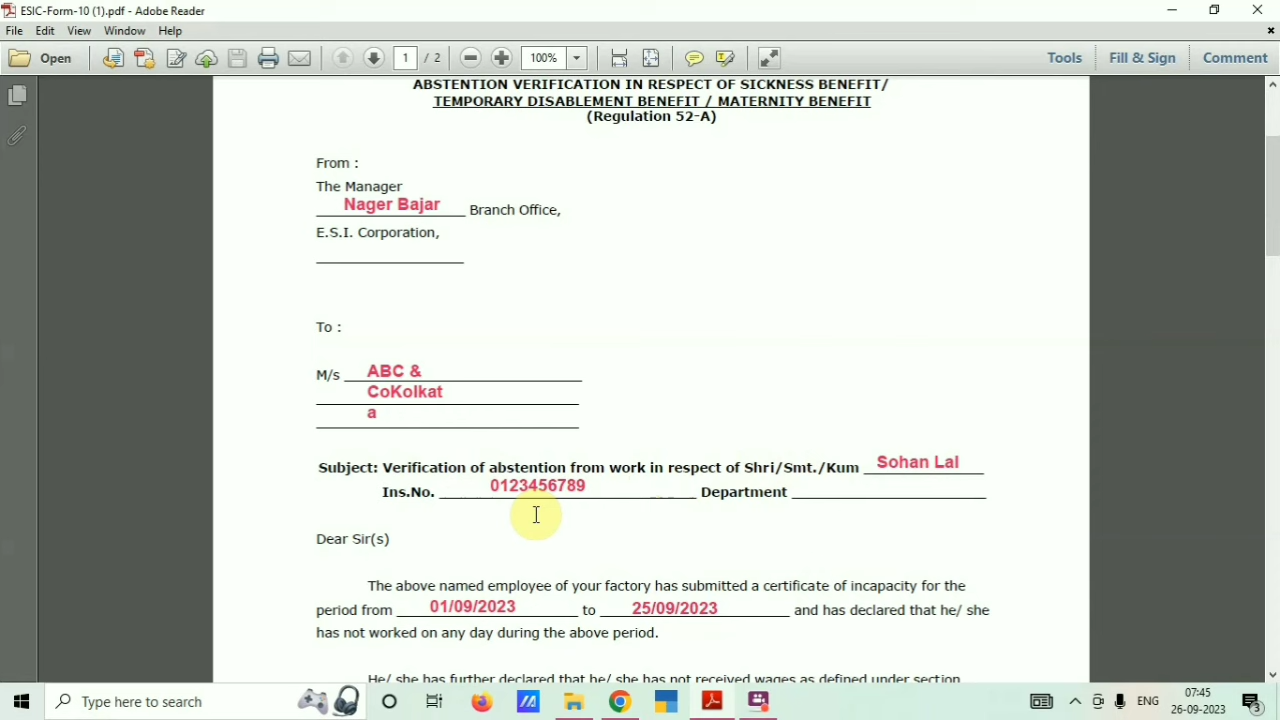 ESIC-Form-10 (1).pdf - Adobe Reader
File Edit View Window Help
Open 1 / 2 100% Tools Fill & Sign Comment
ABSTENTION VERIFICATION IN RESPECT OF SICKNESS BENEFIT/
TEMPORARY DISABLEMENT BENEFIT / MATERNITY BENEFIT
(Regulation 52-A)
From :
The Manager
Nager Bajar Branch Office,
E.S.I. Corporation,
To :
M/s ABC &
CoKolkat
a
Subject: Verification of abstention from work in respect of Shri/Smt./Kum Sohan Lal
Ins.No. 0123456789 Department
Dear Sir(s)
The above named employee of your factory has submitted a certificate of incapacity for the
period from 01/09/2023 to 25/09/2023 and has declared that he/ she
has not worked on any day during the above period.
He/ she has further declared that he/ she has not received wages as defined under section
Type here to search ENG 07:45
26-09-2023 3